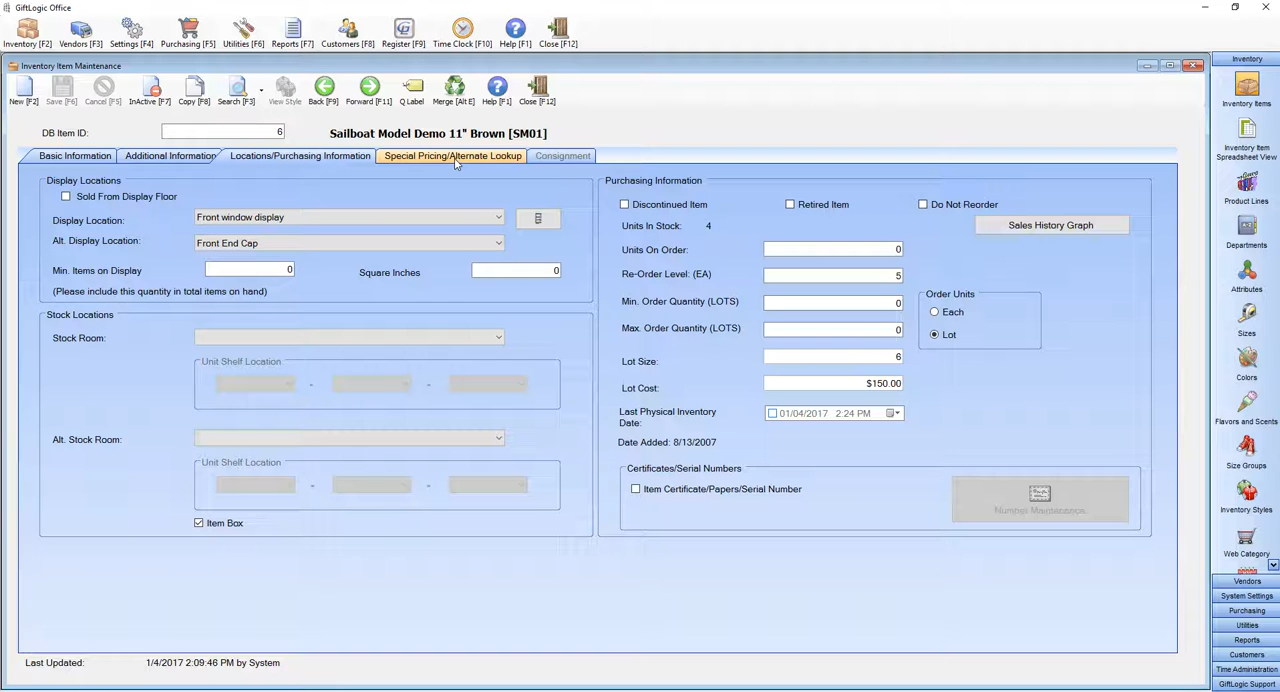 GiftLogic Office
Inventory [F2] Vendors [F3] Settings [F4] Purchasing [F5] Utilities [F6] Reports [F7] Customers [F8] Register [F9] Time Clock [F10] Help [F1] Close [F12]
Inventory Item Maintenance
New [F2] Save [F6] Cancel [F5] InActive [F7] Copy [F8] Search [F3] View Style Back [F9] Forward [F11] Q Label Merge [Alt E] Help [F1] Close [F12]
DB Item ID: 6 Sailboat Model Demo 11" Brown [SM01]
Basic Information Additional Information Locations/Purchasing Information Special Pricing/Alternate Lookup Consignment
Display Locations
Sold From Display Floor
Display Location: Front window display
Alt. Display Location: Front End Cap
Min. Items on Display 0 Square Inches 0
(Please include this quantity in total items on hand)
Stock Locations
Stock Room:
Unit Shelf Location
- -
Alt. Stock Room:
Unit Shelf Location
- -
Item Box
Purchasing Information
Discontinued Item Retired Item Do Not Reorder
Units In Stock: 4 Sales History Graph
Units On Order: 0
Re-Order Level: (EA) 5
Min. Order Quantity (LOTS) 0
Max. Order Quantity (LOTS) 0
Order Units
Each
Lot
Lot Size: 6
Lot Cost: $150.00
Last Physical Inventory
Date: 01/04/2017 2:24 PM
Date Added: 8/13/2007
Certificates/Serial Numbers
Item Certificate/Papers/Serial Number
Number Maintenance.
Last Updated: 1/4/2017 2:09:46 PM by System
Inventory
Inventory Items
Inventory Item
Spreadsheet View
Product Lines
Departments
Attributes
Sizes
Colors
Flavors and Scents
Size Groups
Inventory Styles
Web Category
Vendors
System Settings
Purchasing
Utilities
Reports
Customers
Time Administration
GiftLogic Support